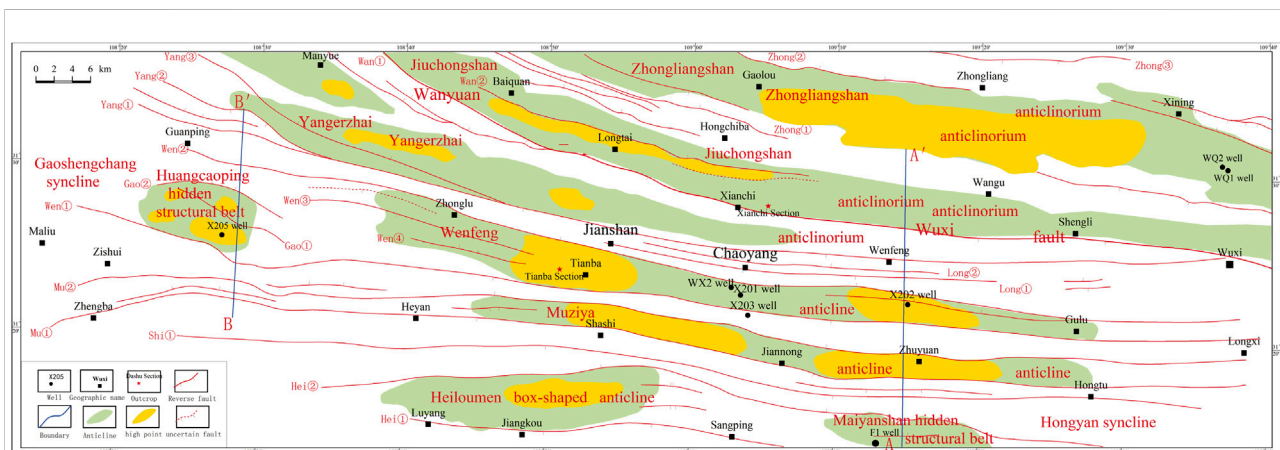 108°20′
108°30′
108°40′
108°50′
109°00′
109°10′
109°20′
109°30′
109°40′
0 2 4 6 km
Yang③
Yang②
Yang①
Manyue
Wan①
Jiuchongshan
Wan②
Baiquan
Wanyuan
Zhongliangshan
Gaolou
Zhong②
Zhongliang
Zhong③
Zhongliangshan
anticlinorium
Xining
B′
Guanping
Yangerzhai
Yangerzhai
Longtai
Hongchiba
Zhong①
anticlinorium
Wen②
Jiuchongshan
A′
WQ2 well
WQ1 well
Gaoshengchang
syncline
Huangcaoping
Gao②
hidden
structural belt
X205 well
Wen①
Wen③
Zhonglu
Xianchi
Xianchi Section
anticlinorium
Wangu
anticlinorium
Maliu
Gao①
Wenfeng
Wen④
Jianshan
anticlinorium
Wuxi
fault
Shengli
Zishui
Tianba
Tianba Section
Chaoyang
Wenfeng
Wuxi
Long②
Long①
Mu②
WX2 well
X201 well
X202 well
Zhengba
B
Heyan
Muziya
X203 well
anticline
Mu①
Shi①
Shashi
Gulu
Jiannong
Zhuyuan
Longxi
anticline
anticline
Hei②
Hongtu
Heiloumen
box-shaped
anticline
Hei①
Luyang
Jiangkou
Sangping
Maiyanshan hidden
structural belt
F1 well
A
Hongyan syncline
X205
Well
Wuxi
Geographic name
Dashu Section
Outcrop
Reverse fault
Boundary
Anticline
high point
uncertain fault